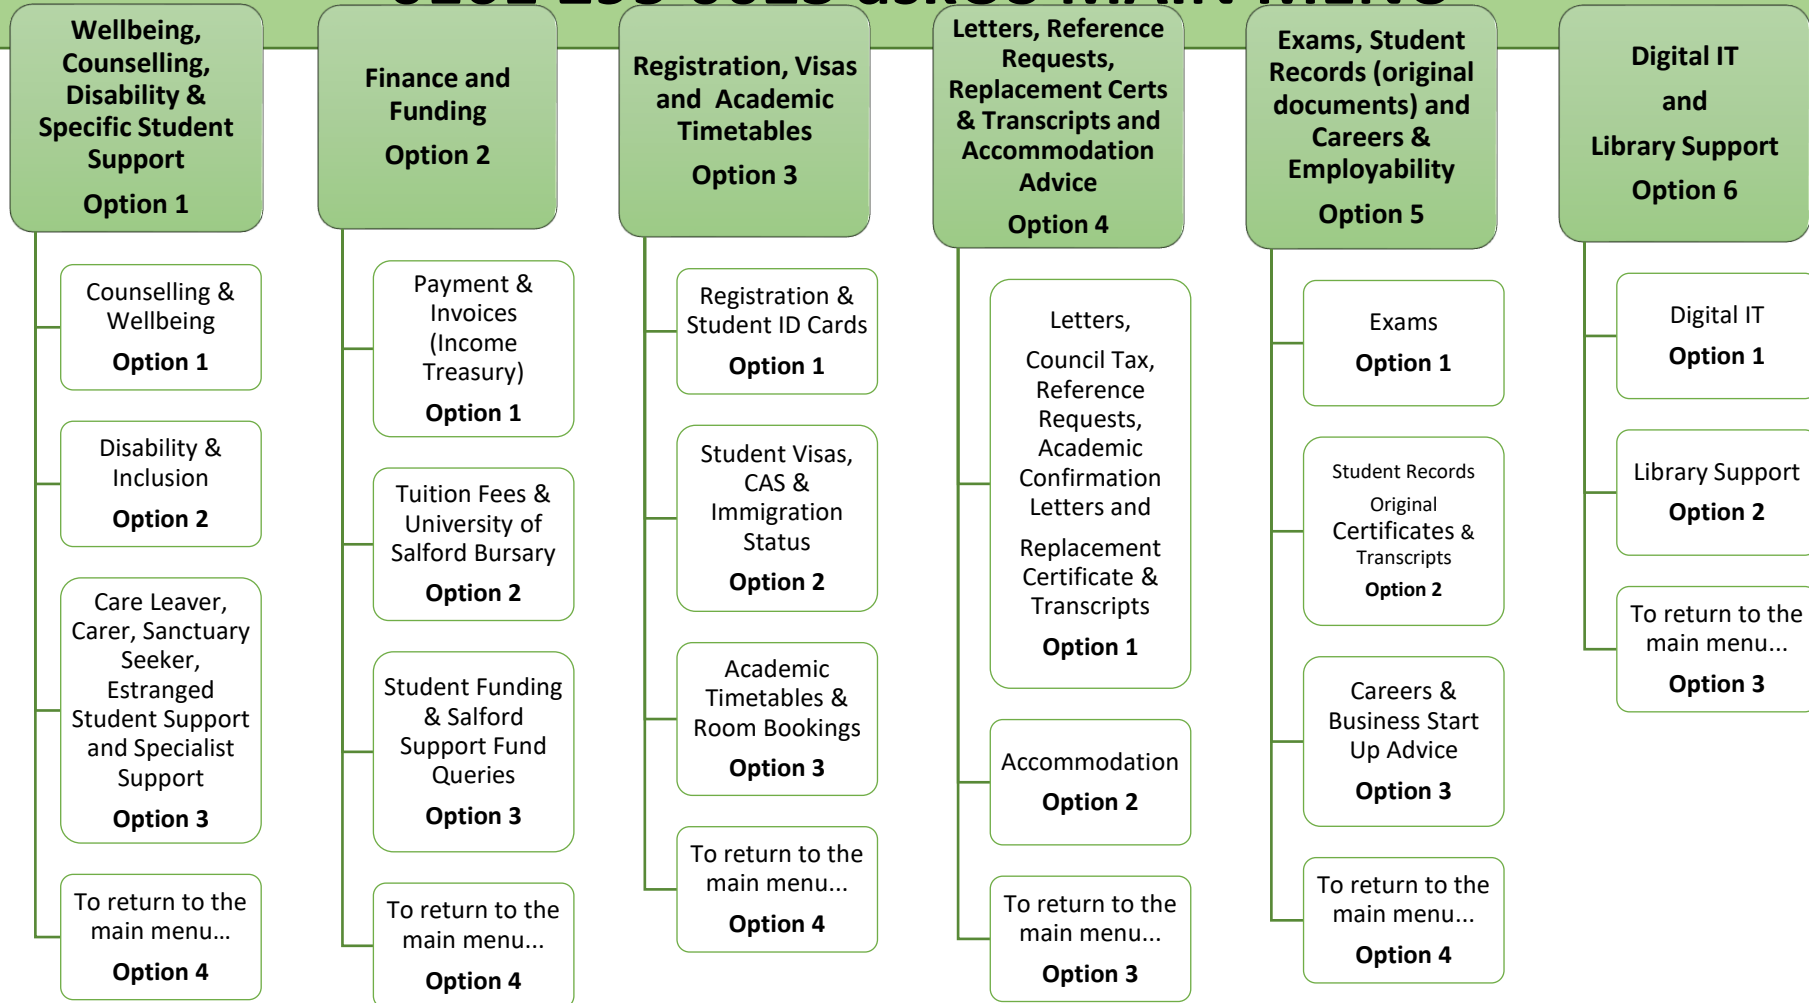 MAIN MENU
Wellbeing,
Counselling,
Disability &
Specific Student
Support
Option 1
Counselling &
Wellbeing
Option 1
Disability &
Inclusion
Option 2
Care Leaver,
Carer, Sanctuary
Seeker,
Estranged
Student Support
and Specialist
Support
Option 3
To return to the
main menu...
Option 4
Finance and
Funding
Option 2
Payment &
Invoices
(Income
Treasury)
Option 1
Tuition Fees &
University of
Salford Bursary
Option 2
Student Funding
& Salford
Support Fund
Queries
Option 3
To return to the
main menu...
Option 4
Registration, Visas
and Academic
Timetables
Option 3
Registration &
Student ID Cards
Option 1
Student Visas,
CAS &
Immigration
Status
Option 2
Academic
Timetables &
Room Bookings
Option 3
To return to the
main menu...
Option 4
Letters, Reference
Requests,
Replacement Certs
& Transcripts and
Accommodation
Advice
Option 4
Letters,
Council Tax,
Reference
Requests,
Academic
Confirmation
Letters and
Replacement
Certificate &
Transcripts
Option 1
Accommodation
Option 2
To return to the
main menu...
Option 3
Exams, Student
Records (original
documents) and
Careers &
Employability
Option 5
Exams
Option 1
Student Records
Original
Certificates &
Transcripts
Option 2
Careers &
Business Start
Up Advice
Option 3
To return to the
main menu...
Option 4
Digital IT
and
Library Support
Option 6
Digital IT
Option 1
Library Support
Option 2
To return to the
main menu...
Option 3